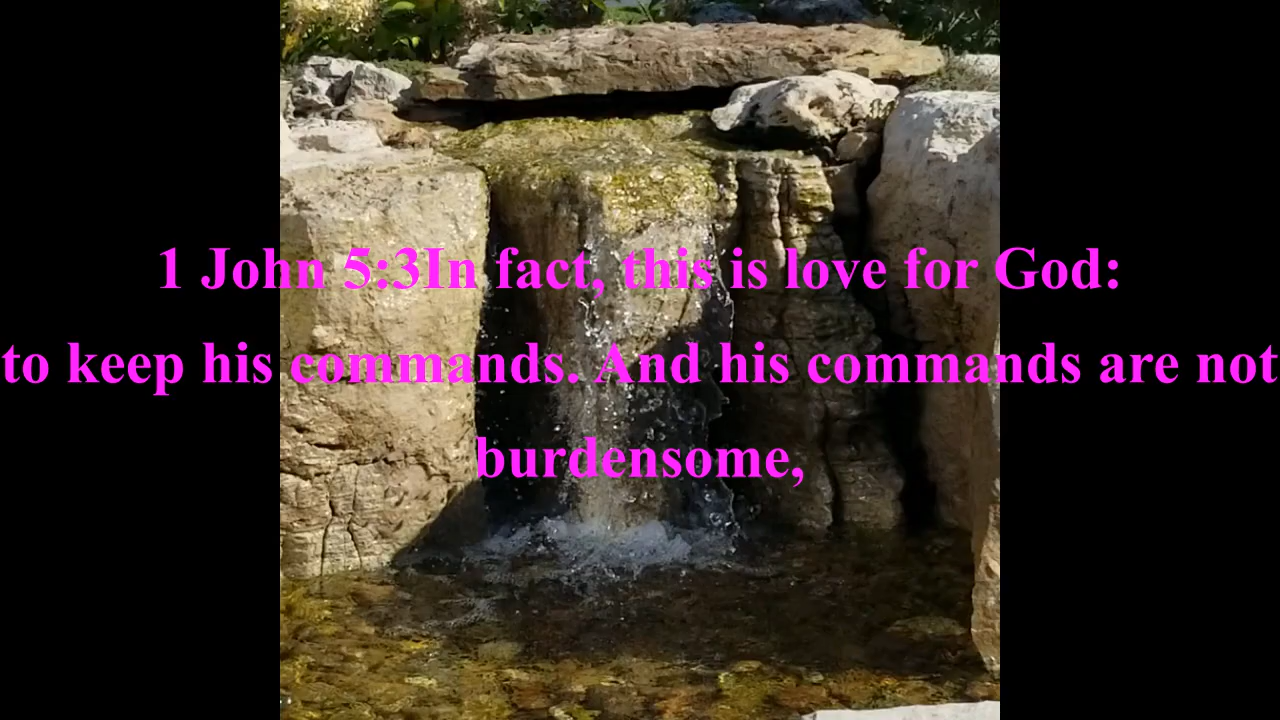 1 John 5:3In fact, this is love for God:
to keep his commands. And his commands are not
burdensome,